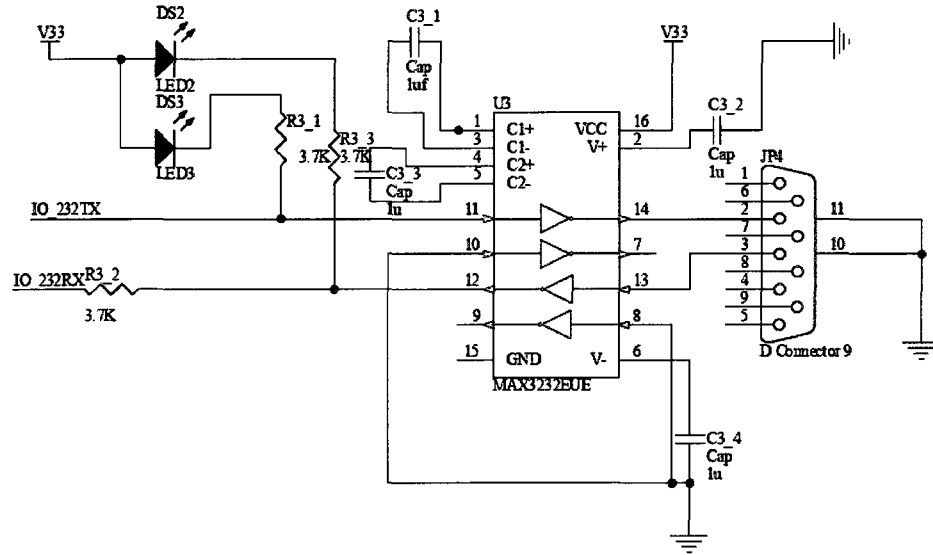 DS2
V33
LED2
DS3
LED3
R3_1
3.7K
R3_3
3.7K
C3_1
Cap
1uf
C3_3
Cap
1u
U3
1
3
4
5
C1+
C1-
C2+
C2-
VCC
V+
16
2
V33
C3_2
Cap
1u
JP4
1
6
2
7
3
8
4
9
5
11
10
D Connector 9
IO_232TX
11
14
10
7
IO_232RX
R3_2
3.7K
12
13
9
8
15
GND
V-
6
MAX3232EUE
C3_4
Cap
1u